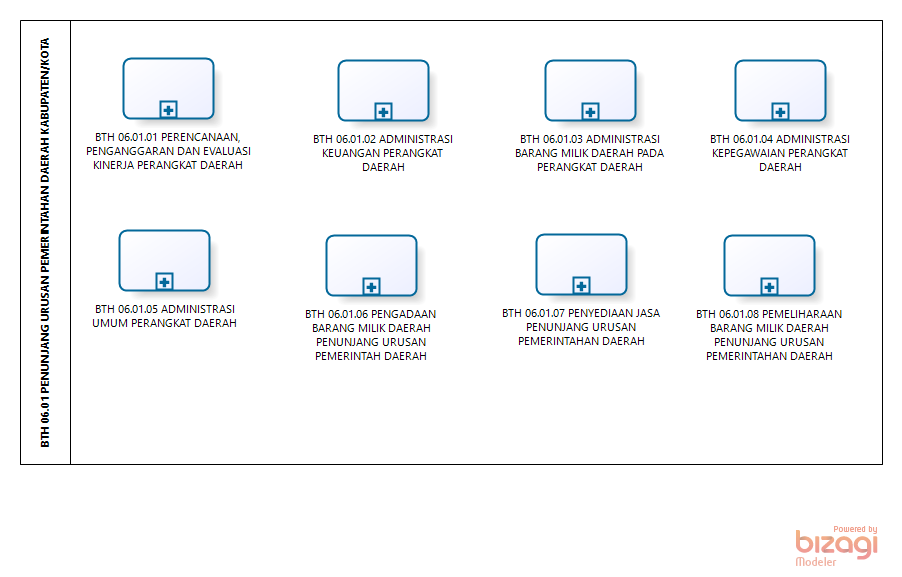 BTH 06.01 PENUNJANG URUSAN PEMERINTAHAN DAERAH KABUPATEN/KOTA
BTH 06.01.01 PERENCANAAN,
PENGANGGARAN DAN EVALUASI
KINERJA PERANGKAT DAERAH
BTH 06.01.02 ADMINISTRASI
KEUANGAN PERANGKAT
DAERAH
BTH 06.01.03 ADMINISTRASI
BARANG MILIK DAERAH PADA
PERANGKAT DAERAH
BTH 06.01.04 ADMINISTRASI
KEPEGAWAIAN PERANGKAT
DAERAH
BTH 06.01.05 ADMINISTRASI
UMUM PERANGKAT DAERAH
BTH 06.01.06 PENGADAAN
BARANG MILIK DAERAH
PENUNJANG URUSAN
PEMERINTAH DAERAH
BTH 06.01.07 PENYEDIAAN JASA
PENUNJANG URUSAN
PEMERINTAHAN DAERAH
BTH 06.01.08 PEMELIHARAAN
BARANG MILIK DAERAH
PENUNJANG URUSAN
PEMERINTAHAN DAERAH
Powered by
bizagi
Modeler